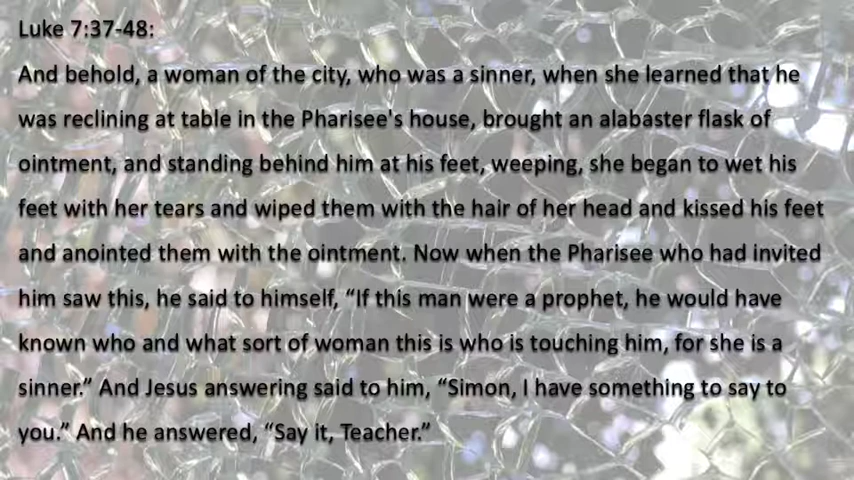 Luke 7:37-48:
And behold, a woman of the city, who was a sinner, when she learned that he
was reclining at table in the Pharisee's house, brought an alabaster flask of
ointment, and standing behind him at his feet, weeping, she began to wet his
feet with her tears and wiped them with the hair of her head and kissed his feet
and anointed them with the ointment. Now when the Pharisee who had invited
him saw this, he said to himself, “If this man were a prophet, he would have
known who and what sort of woman this is who is touching him, for she is a
sinner.” And Jesus answering said to him, “Simon, I have something to say to
you.” And he answered, “Say it, Teacher.”